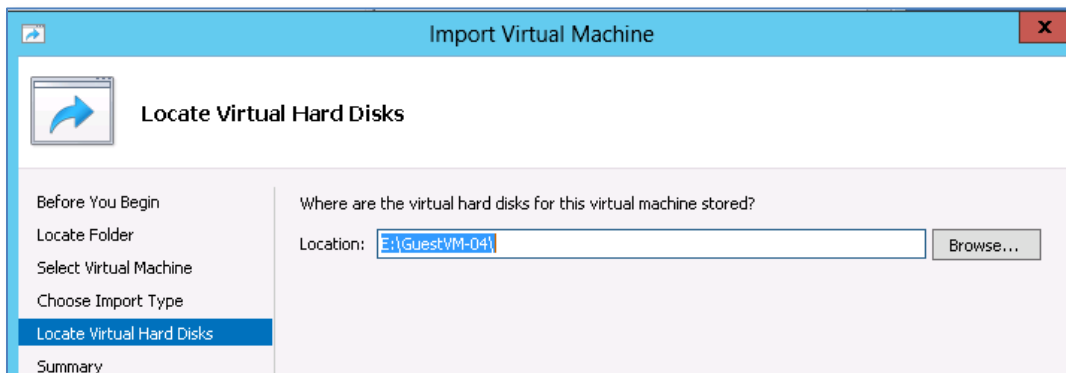 Import Virtual Machine
x
Locate Virtual Hard Disks
Before You Begin
Locate Folder
Select Virtual Machine
Choose Import Type
Locate Virtual Hard Disks
Summary
Where are the virtual hard disks for this virtual machine stored?
Location: E:\GuestVM-04\ Browse...